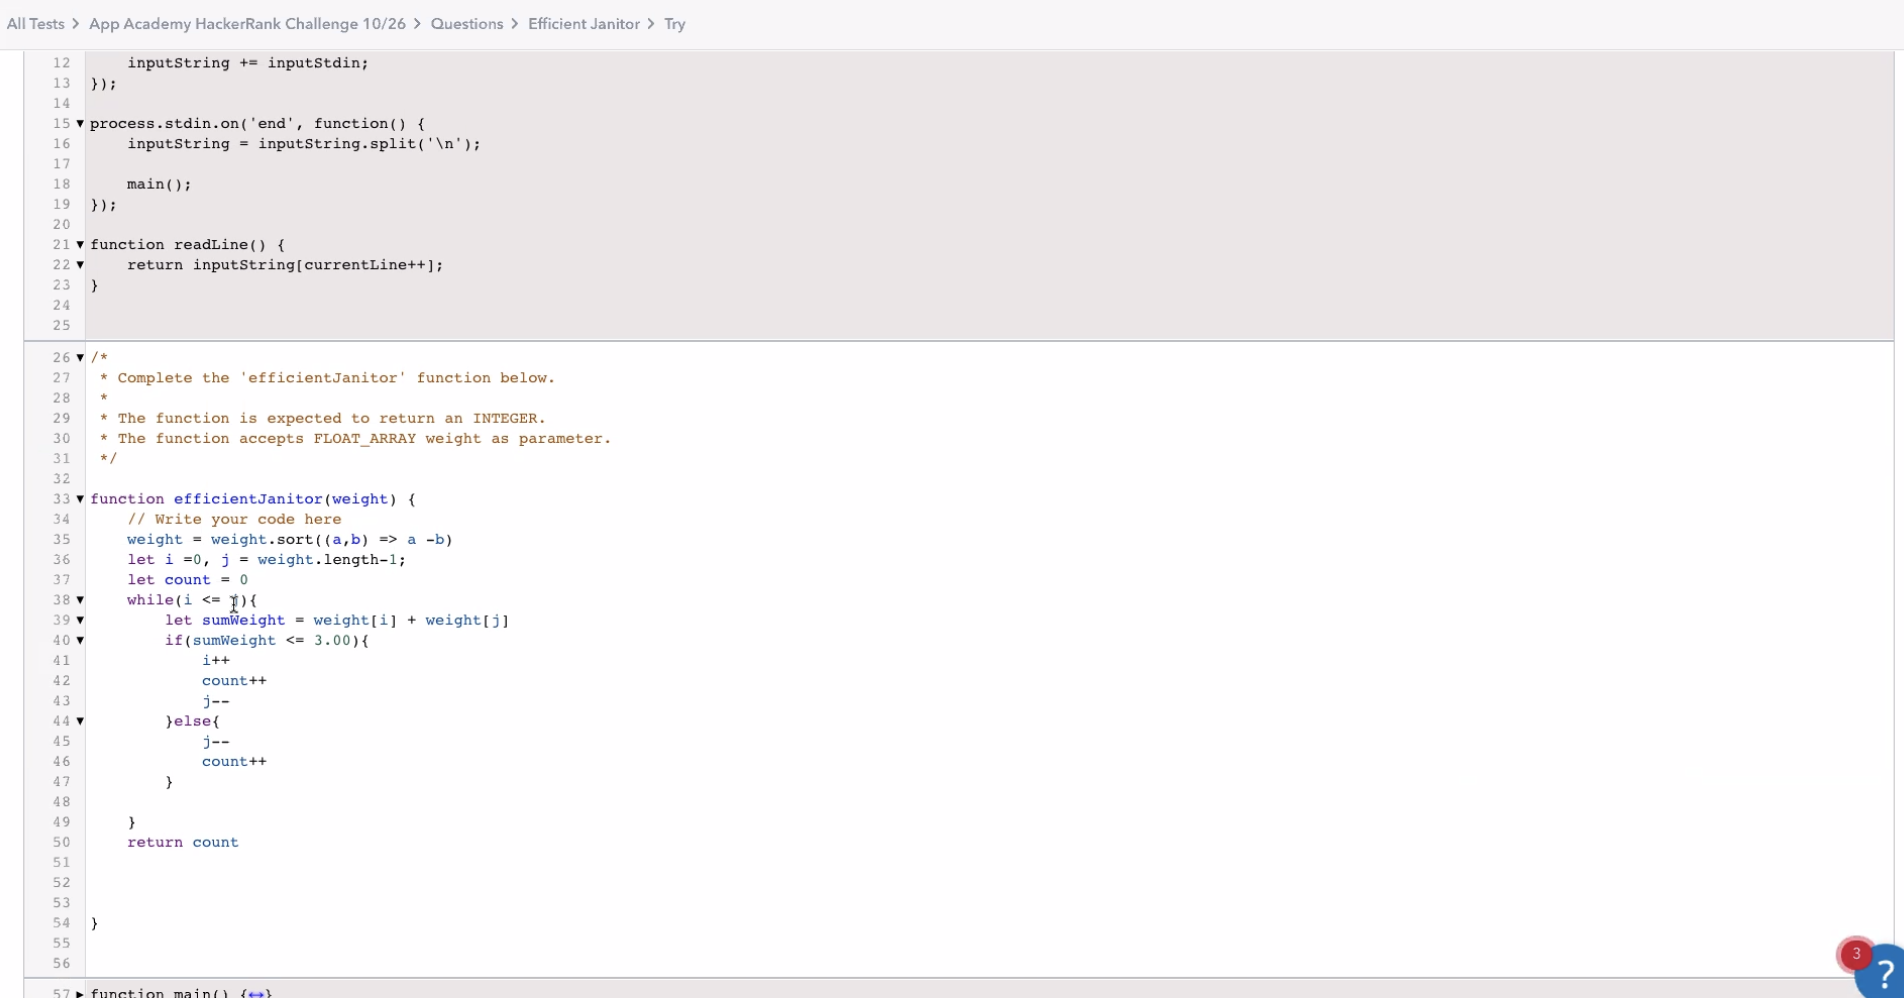 All Tests > App Academy HackerRank Challenge 10/26 > Questions > Efficient Janitor > Try
12     inputString += inputStdin;
13 });
14
15 ▼ process.stdin.on('end', function() {
16     inputString = inputString.split('\n');
17
18     main();
19 });
20
21 ▼ function readLine() {
22 ▼     return inputString[currentLine++];
23 }
24
25
26 ▼ /*
27  * Complete the 'efficientJanitor' function below.
28  *
29  * The function is expected to return an INTEGER.
30  * The function accepts FLOAT_ARRAY weight as parameter.
31  */
32
33 ▼ function efficientJanitor(weight) {
34     // Write your code here
35     weight = weight.sort((a,b) => a -b)
36     let i =0, j = weight.length-1;
37     let count = 0
38 ▼     while(i <= j){
39 ▼         let sumWeight = weight[i] + weight[j]
40 ▼         if(sumWeight <= 3.00){
41             i++
42             count++
43             j--
44 ▼         }else{
45             j--
46             count++
47         }
48
49     }
50     return count
51
52
53
54 }
55
56
57 ► function main() {↔}
3
?